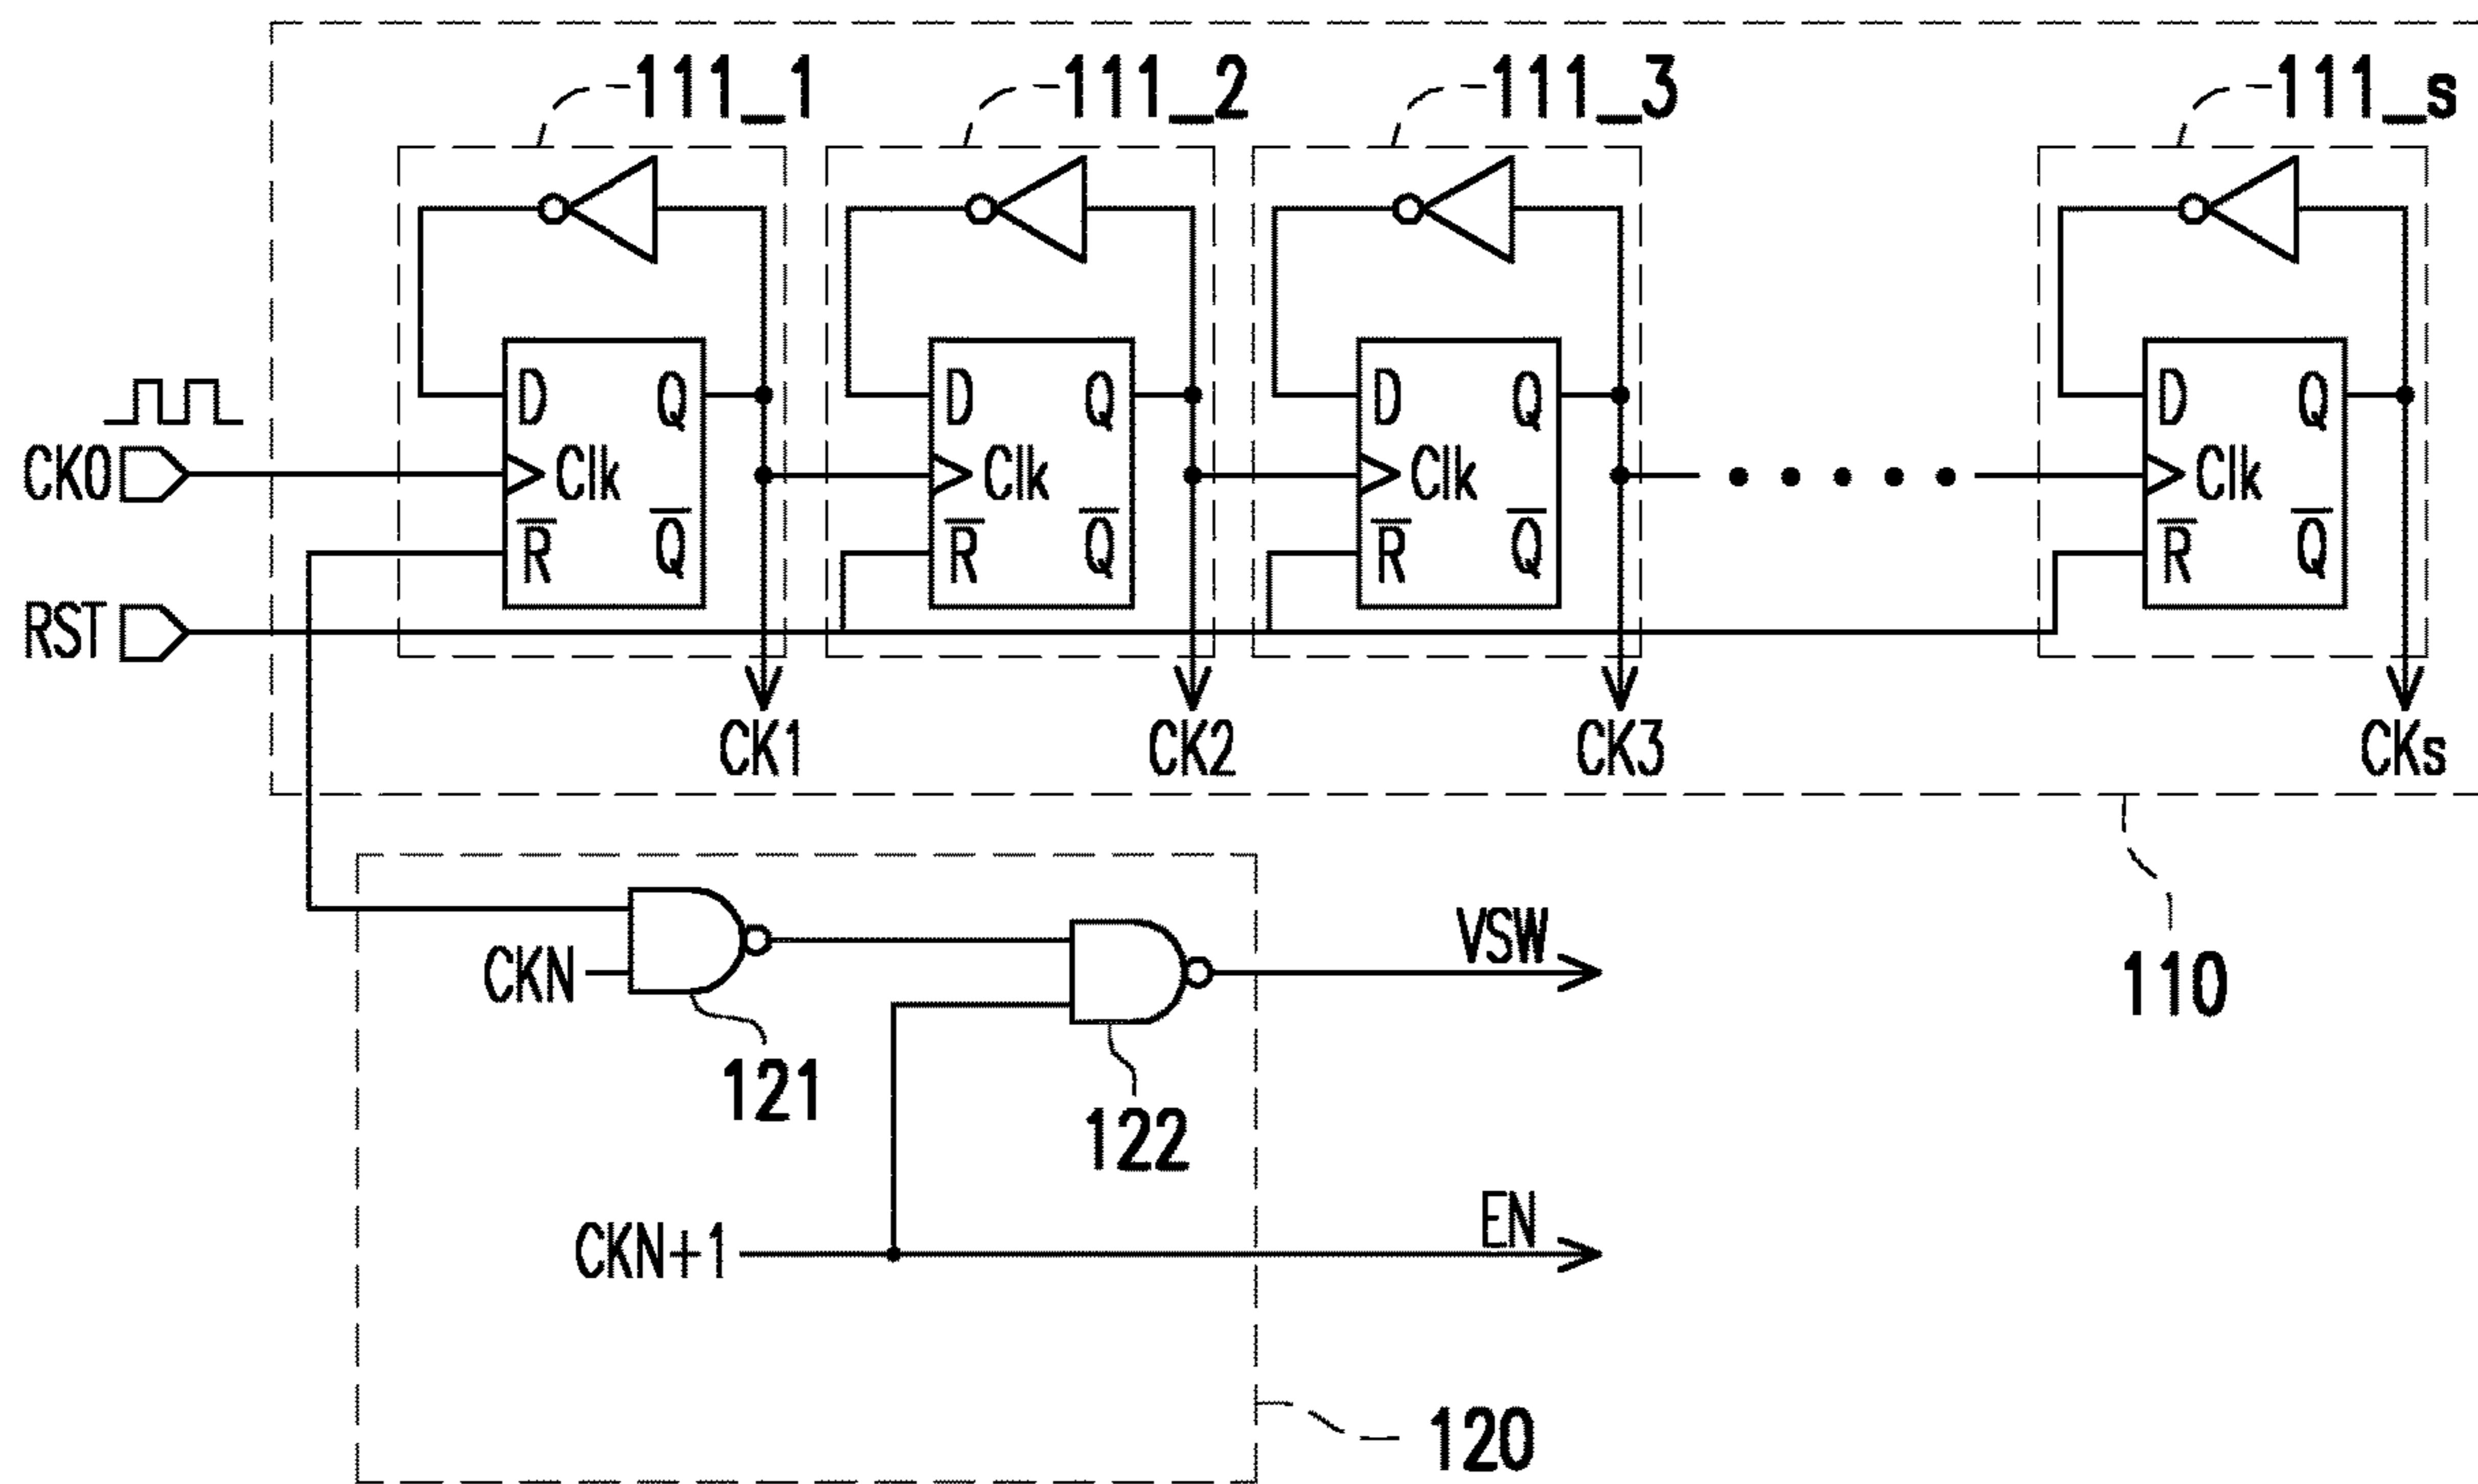 111_1 111_2 111_3 111_s
D Q D Q D Q D Q
CK0 Clk Clk Clk Clk
R̅ Q̅ R̅ Q̅ R̅ Q̅ R̅ Q̅
RST
CK1 CK2 CK3 CKs
110
CKN VSW
121
122
CKN+1 EN
120